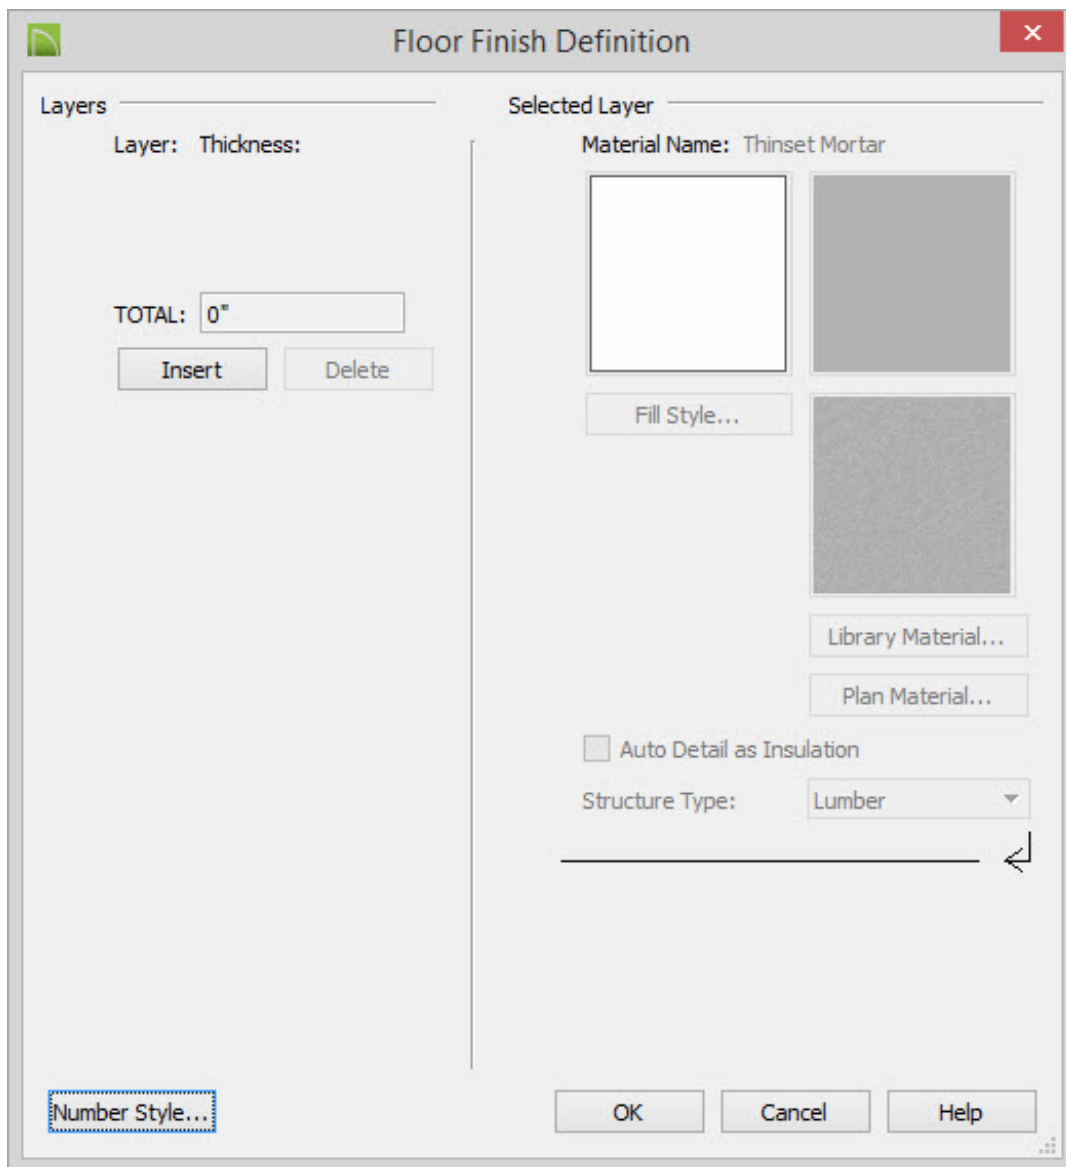 Floor Finish Definition
Layers
Layer: Thickness:
TOTAL: 0"
Insert Delete
Selected Layer
Material Name: Thinset Mortar
Fill Style...
Library Material...
Plan Material...
Auto Detail as Insulation
Structure Type: Lumber
Number Style... OK Cancel Help